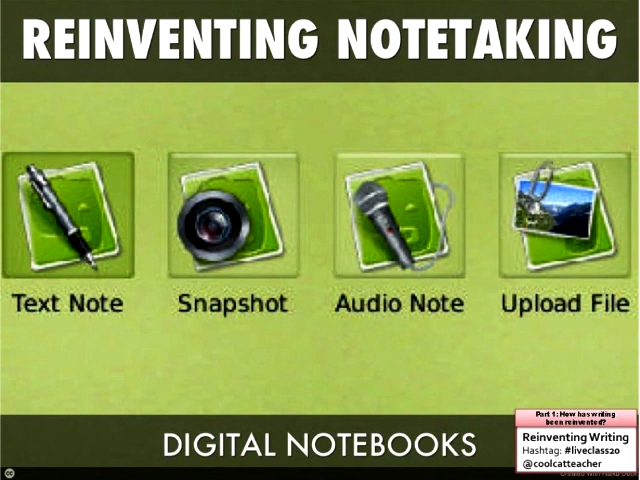 REINVENTING NOTETAKING
Text Note
Snapshot
Audio Note
Upload File
DIGITAL NOTEBOOKS
Part 1: How has writing
been reinvented?
Reinventing Writing
Hashtag: #liveclass20
@coolcatteacher
cc